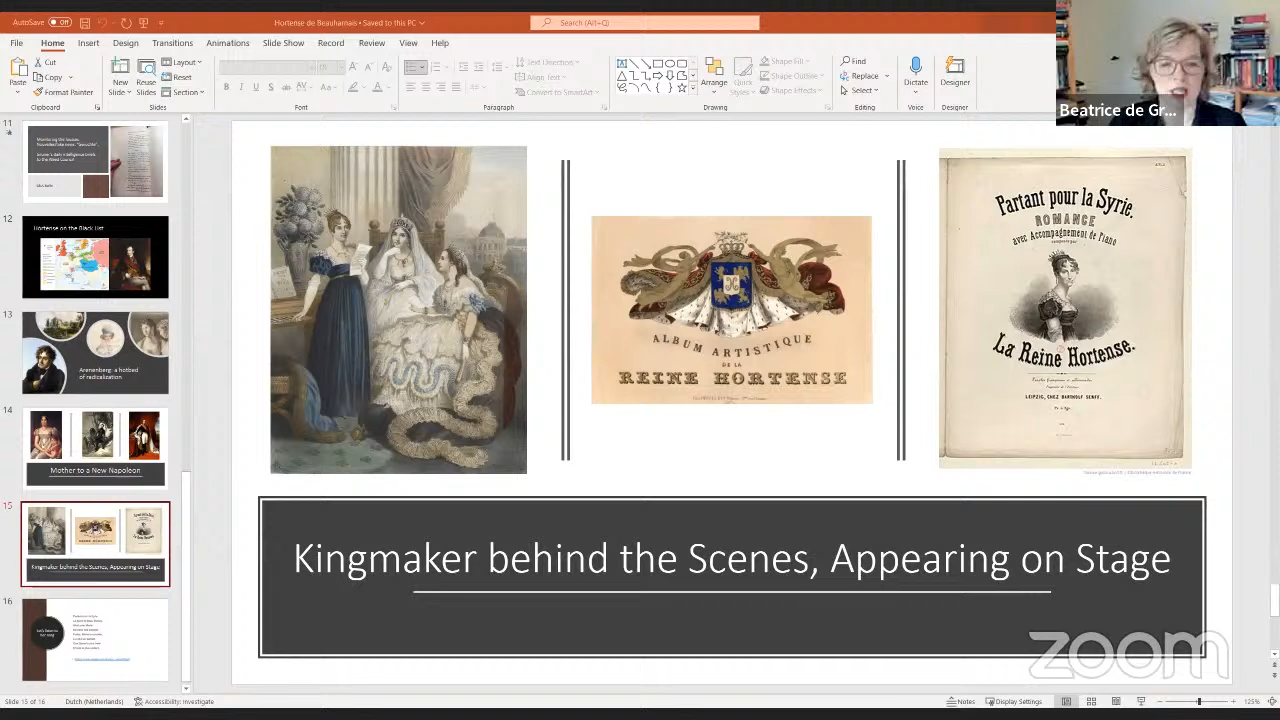 AutoSave Off
Hortense de Beauharnais • Saved to this PC
Search (Alt+Q)
File Home Insert Design Transitions Animations Slide Show Record Review View Help
Paste
Cut
Copy
Format Painter
Clipboard
New
Slide
Reuse
Slides
Layout
Reset
Section
Slides
Font
Text Direction
Align Text
Convert to SmartArt
Paragraph
Arrange
Quick
Styles
Shape Fill
Shape Outline
Shape Effects
Drawing
Find
Replace
Select
Editing
Dictate
Voice
Designer
Designer
Beatrice de Gr...
11
12
Hortense on the Black List
13
Arenenberg: a hotbed
of radicalization
14
Mother to a New Napoleon
15
Kingmaker behind the Scenes, Appearing on Stage
16
ALBUM ARTISTIQUE
DE LA
REINE HORTENSE
Partant pour la Syrie.
ROMANCE
avec Accompagnement de Piano
composée par
La Reine Hortense.
LEIPZIG, CHEZ BARTHOLF SENFF.
Kingmaker behind the Scenes, Appearing on Stage
zoom
Slide 15 of 16
Dutch (Netherlands)
Accessibility: Investigate
Notes
Display Settings
125%